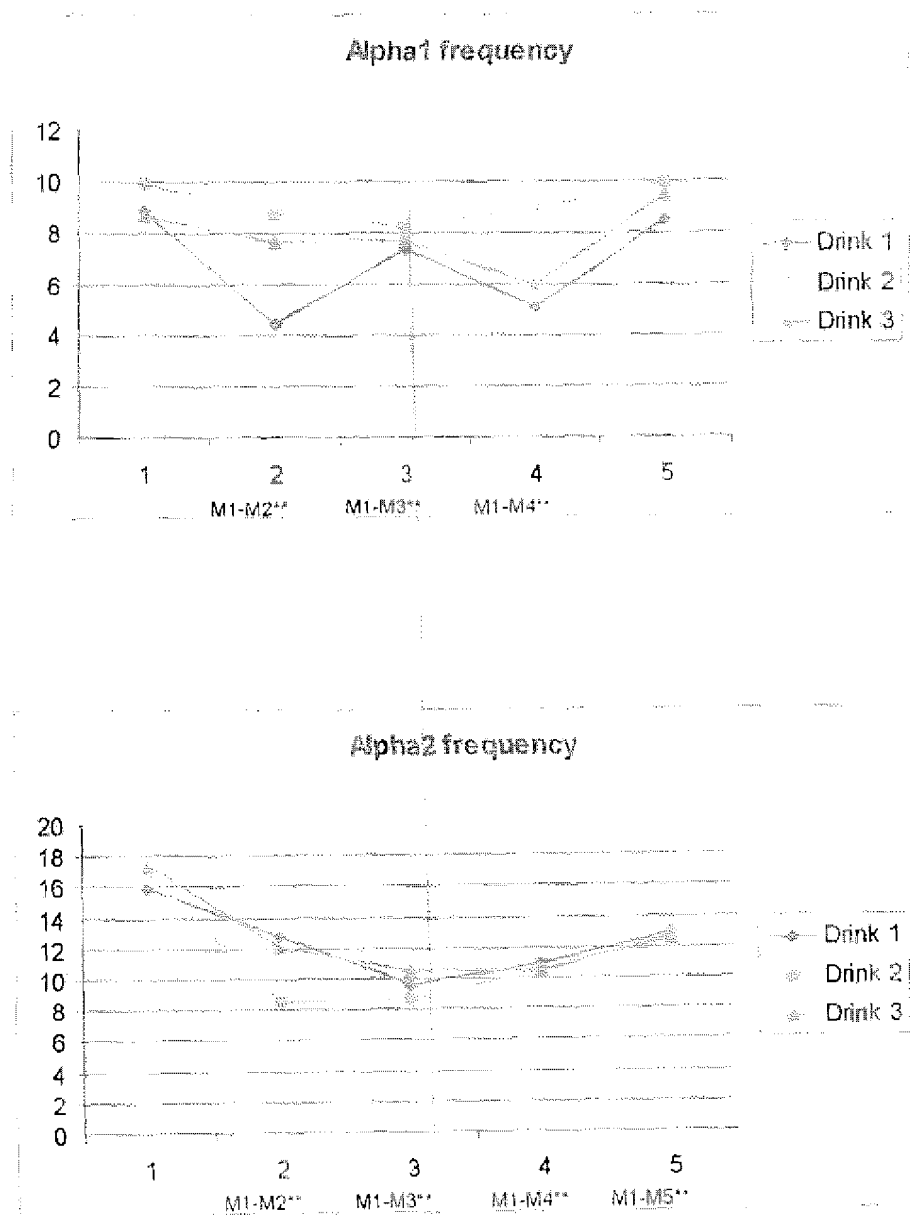 Alpha1 frequency
12
10
8
6
4
2
0
1 2 3 4 5
M1-M2** M1-M3** M1-M4**
Drink 1
Drink 2
Drink 3
Alpha2 frequency
20
18
16
14
12
10
8
6
4
2
0
1 2 3 4 5
M1-M2** M1-M3** M1-M4** M1-M5**
Drink 1
Drink 2
Drink 3